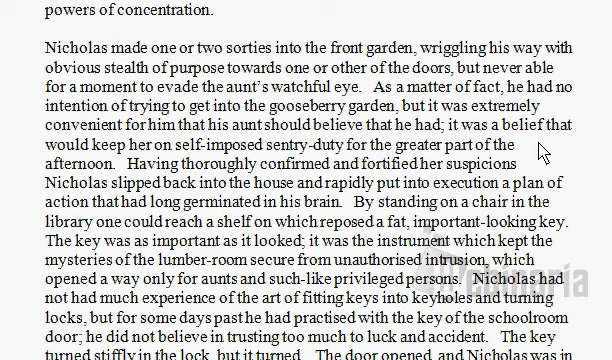 powers of concentration.
Nicholas made one or two sorties into the front garden, wriggling his way with
obvious stealth of purpose towards one or other of the doors, but never able
for a moment to evade the aunt's watchful eye.   As a matter of fact, he had no
intention of trying to get into the gooseberry garden, but it was extremely
convenient for him that his aunt should believe that he had; it was a belief that
would keep her on self-imposed sentry-duty for the greater part of the
afternoon.   Having thoroughly confirmed and fortified her suspicions
Nicholas slipped back into the house and rapidly put into execution a plan of
action that had long germinated in his brain.   By standing on a chair in the
library one could reach a shelf on which reposed a fat, important-looking key.
The key was as important as it looked; it was the instrument which kept the
mysteries of the lumber-room secure from unauthorised intrusion, which
opened a way only for aunts and such-like privileged persons.   Nicholas had
not had much experience of the art of fitting keys into keyholes and turning
locks, but for some days past he had practised with the key of the schoolroom
door; he did not believe in trusting too much to luck and accident.   The key
turned stiffly in the lock, but it turned.   The door opened, and Nicholas was in
Webinaria